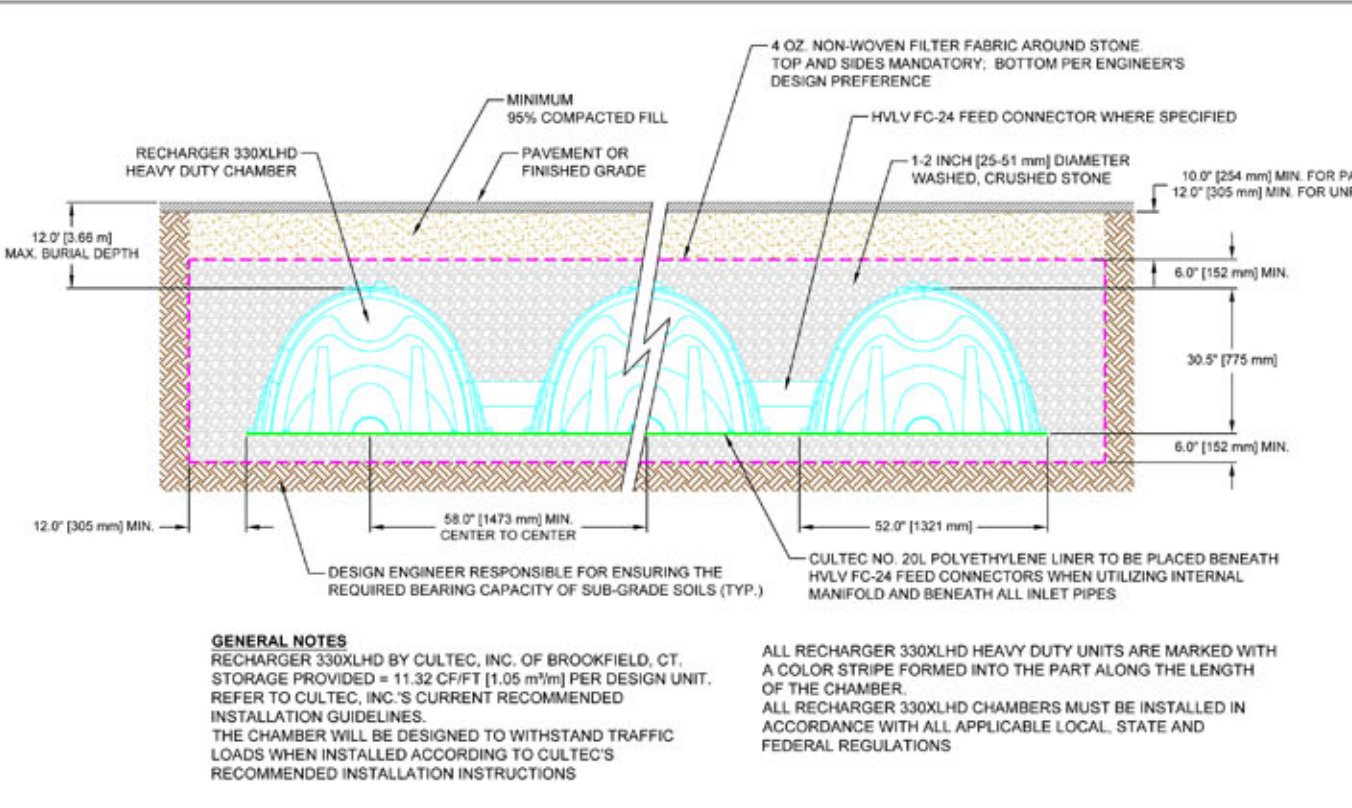 4 OZ. NON-WOVEN FILTER FABRIC AROUND STONE.
TOP AND SIDES MANDATORY; BOTTOM PER ENGINEER'S
DESIGN PREFERENCE
MINIMUM
95% COMPACTED FILL
HVLV FC-24 FEED CONNECTOR WHERE SPECIFIED
RECHARGER 330XLHD
HEAVY DUTY CHAMBER
PAVEMENT OR
FINISHED GRADE
1-2 INCH [25-51 mm] DIAMETER
WASHED, CRUSHED STONE
10.0" [254 mm] MIN. FOR PA
12.0" [305 mm] MIN. FOR UN
12.0' [3.66 m]
MAX. BURIAL DEPTH
6.0" [152 mm] MIN.
30.5" [775 mm]
6.0" [152 mm] MIN.
12.0" [305 mm] MIN.
58.0" [1473 mm] MIN.
CENTER TO CENTER
52.0" [1321 mm]
DESIGN ENGINEER RESPONSIBLE FOR ENSURING THE
REQUIRED BEARING CAPACITY OF SUB-GRADE SOILS (TYP.)
CULTEC NO. 20L POLYETHYLENE LINER TO BE PLACED BENEATH
HVLV FC-24 FEED CONNECTORS WHEN UTILIZING INTERNAL
MANIFOLD AND BENEATH ALL INLET PIPES
GENERAL NOTES
RECHARGER 330XLHD BY CULTEC, INC. OF BROOKFIELD, CT.
STORAGE PROVIDED = 11.32 CF/FT [1.05 m³/m] PER DESIGN UNIT.
REFER TO CULTEC, INC.'S CURRENT RECOMMENDED
INSTALLATION GUIDELINES.
THE CHAMBER WILL BE DESIGNED TO WITHSTAND TRAFFIC
LOADS WHEN INSTALLED ACCORDING TO CULTEC'S
RECOMMENDED INSTALLATION INSTRUCTIONS
ALL RECHARGER 330XLHD HEAVY DUTY UNITS ARE MARKED WITH
A COLOR STRIPE FORMED INTO THE PART ALONG THE LENGTH
OF THE CHAMBER.
ALL RECHARGER 330XLHD CHAMBERS MUST BE INSTALLED IN
ACCORDANCE WITH ALL APPLICABLE LOCAL, STATE AND
FEDERAL REGULATIONS